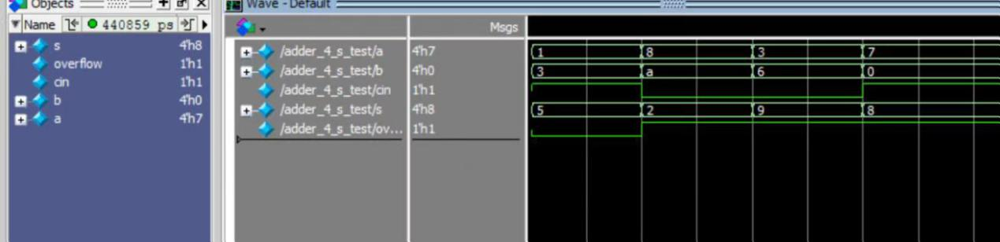 Objects
Wave - Default
Name 440859 ps
Msgs
s 4'h8
overflow 1'h1
cin 1'h1
b 4'h0
a 4'h7
/adder_4_s_test/a 4'h7 1 8 3 7
/adder_4_s_test/b 4'h0 3 a 6 0
/adder_4_s_test/cin 1'h1
/adder_4_s_test/s 4'h8 5 2 9 8
/adder_4_s_test/ov... 1'h1